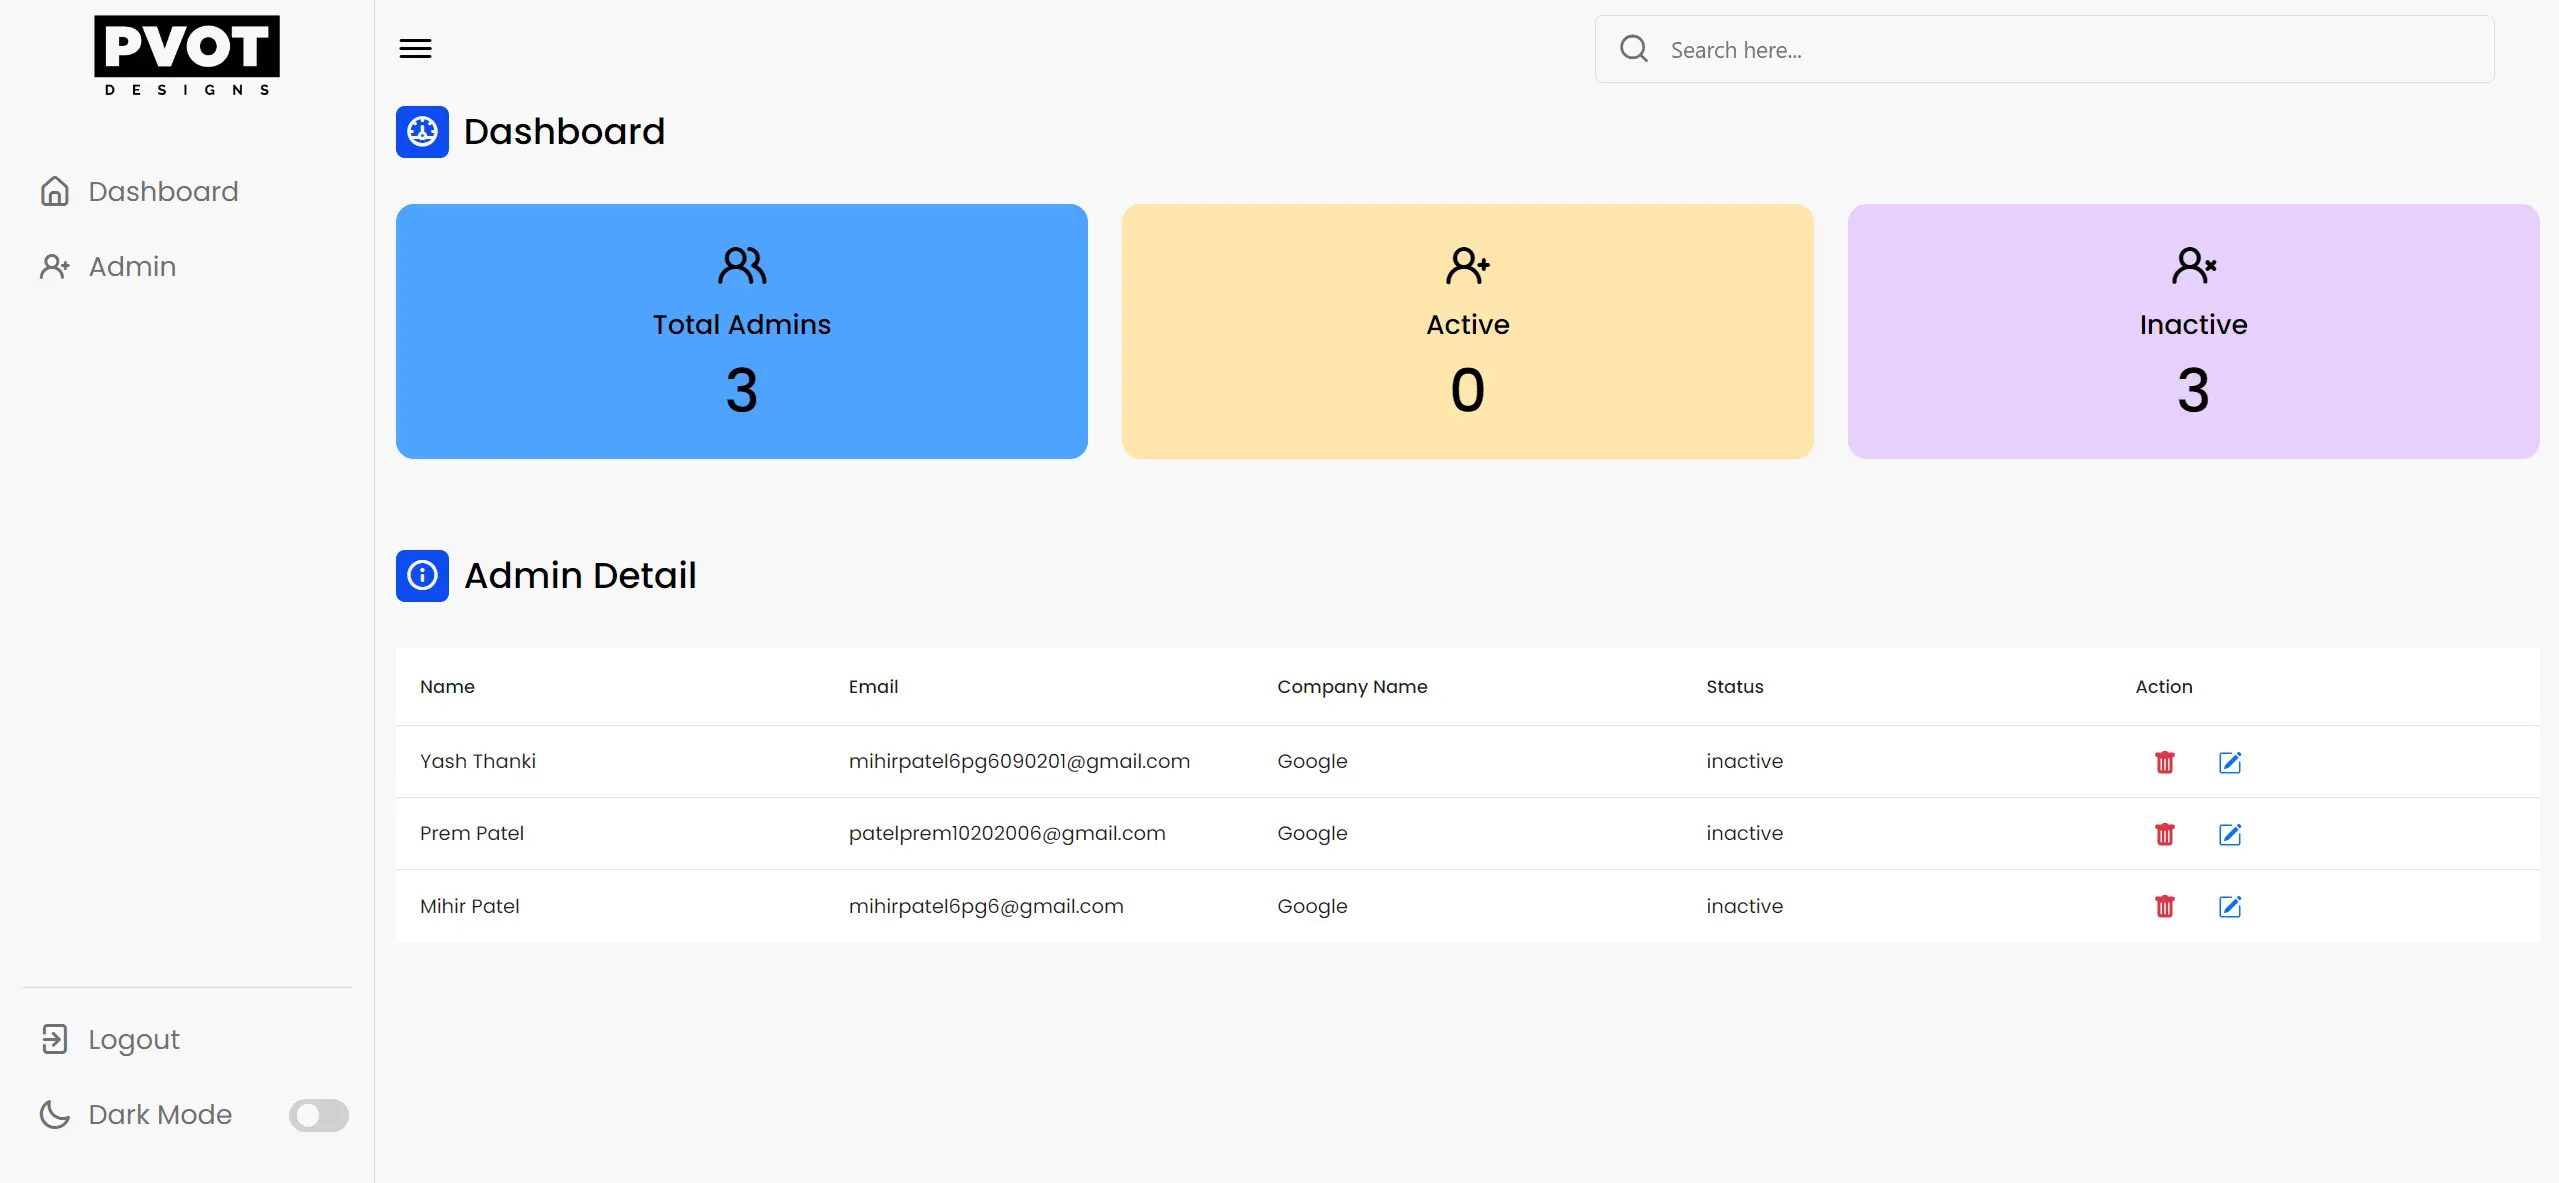 PVOT
DESIGNS
Search here...
Dashboard
Dashboard
Admin
Total Admins
3
Active
0
Inactive
3
Admin Detail
Name Email Company Name Status Action
Yash Thanki mihirpatel6pg6090201@gmail.com Google inactive
Prem Patel patelprem10202006@gmail.com Google inactive
Mihir Patel mihirpatel6pg6@gmail.com Google inactive
Logout
Dark Mode